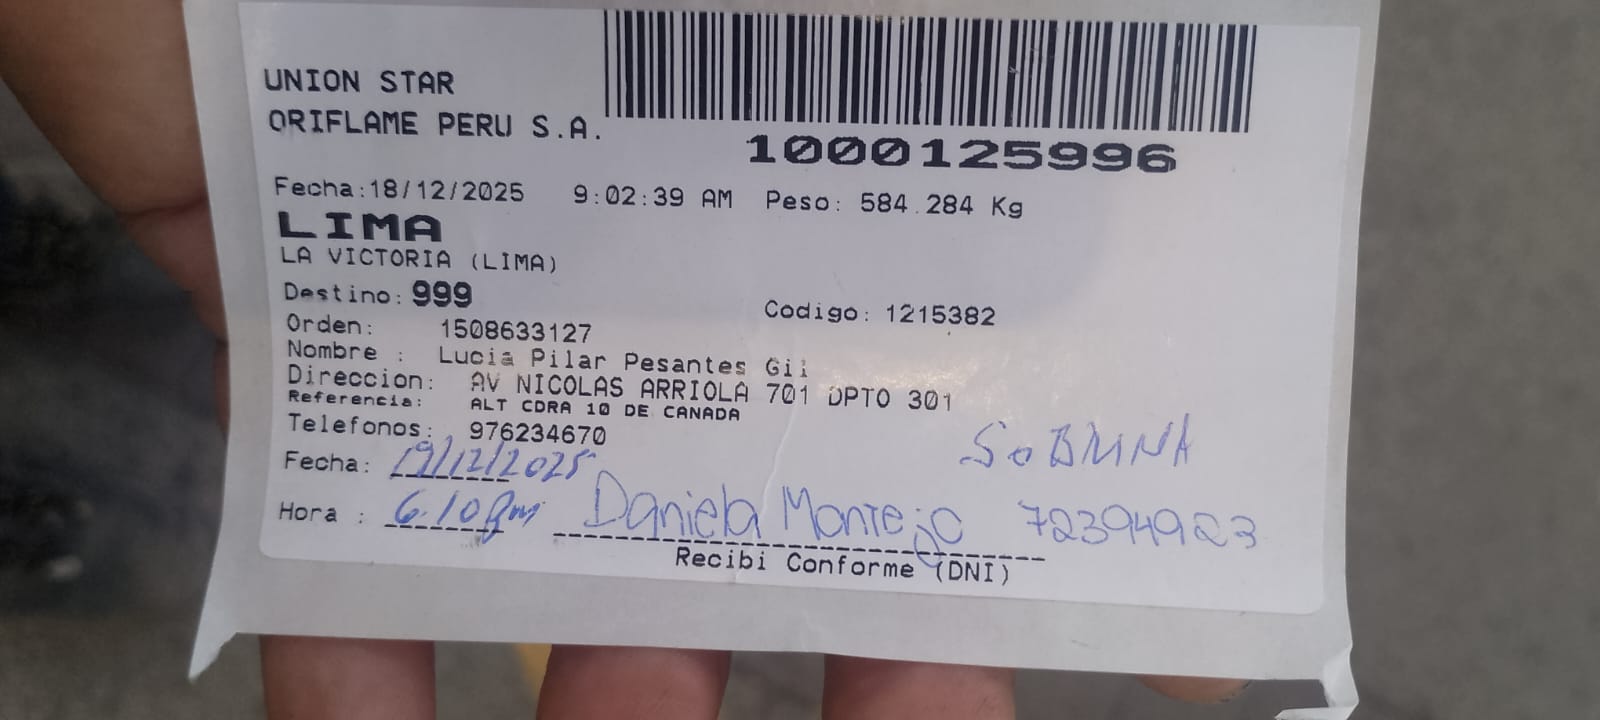 UNION STAR
ORIFLAME PERU S.A.
1000125996
Fecha:18/12/2025 9:02:39 AM Peso: 584.284 Kg
LIMA
LA VICTORIA (LIMA)
Destino: 999 Codigo: 1215382
Orden: 1508633127
Nombre : Lucia Pilar Pesantes Gil
Direccion: AV NICOLAS ARRIOLA 701 DPTO 301
Referencia: ALT CDRA 10 DE CANADA
Telefonos: 976234670
SOBRINA
Fecha: 19/12/2025
Hora : 6.10 pm Daniela Montejo 72394923
Recibi Conforme (DNI)